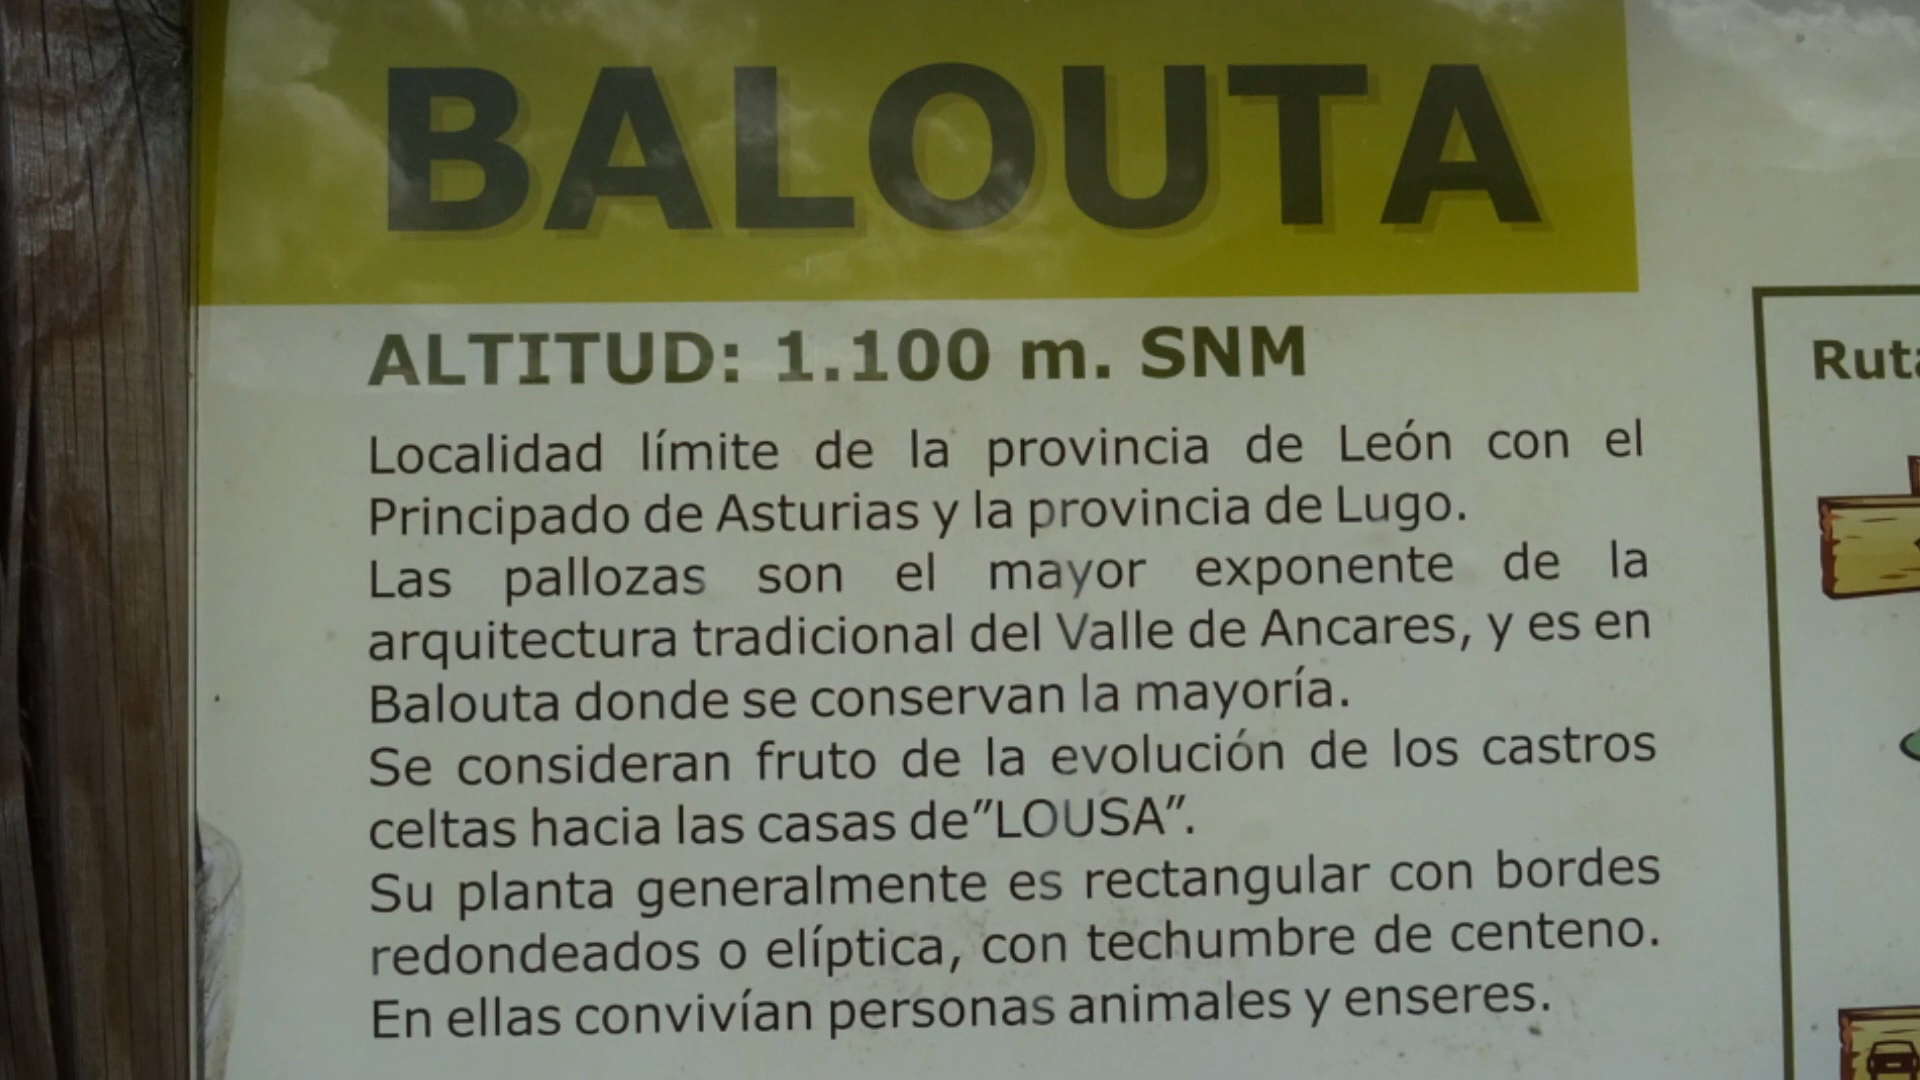 BALOUTA
ALTITUD: 1.100 m. SNM
Localidad límite de la provincia de León con el
Principado de Asturias y la provincia de Lugo.
Las pallozas son el mayor exponente de la
arquitectura tradicional del Valle de Ancares, y es en
Balouta donde se conservan la mayoría.
Se consideran fruto de la evolución de los castros
celtas hacia las casas de”LOUSA”.
Su planta generalmente es rectangular con bordes
redondeados o elíptica, con techumbre de centeno.
En ellas convivían personas animales y enseres.